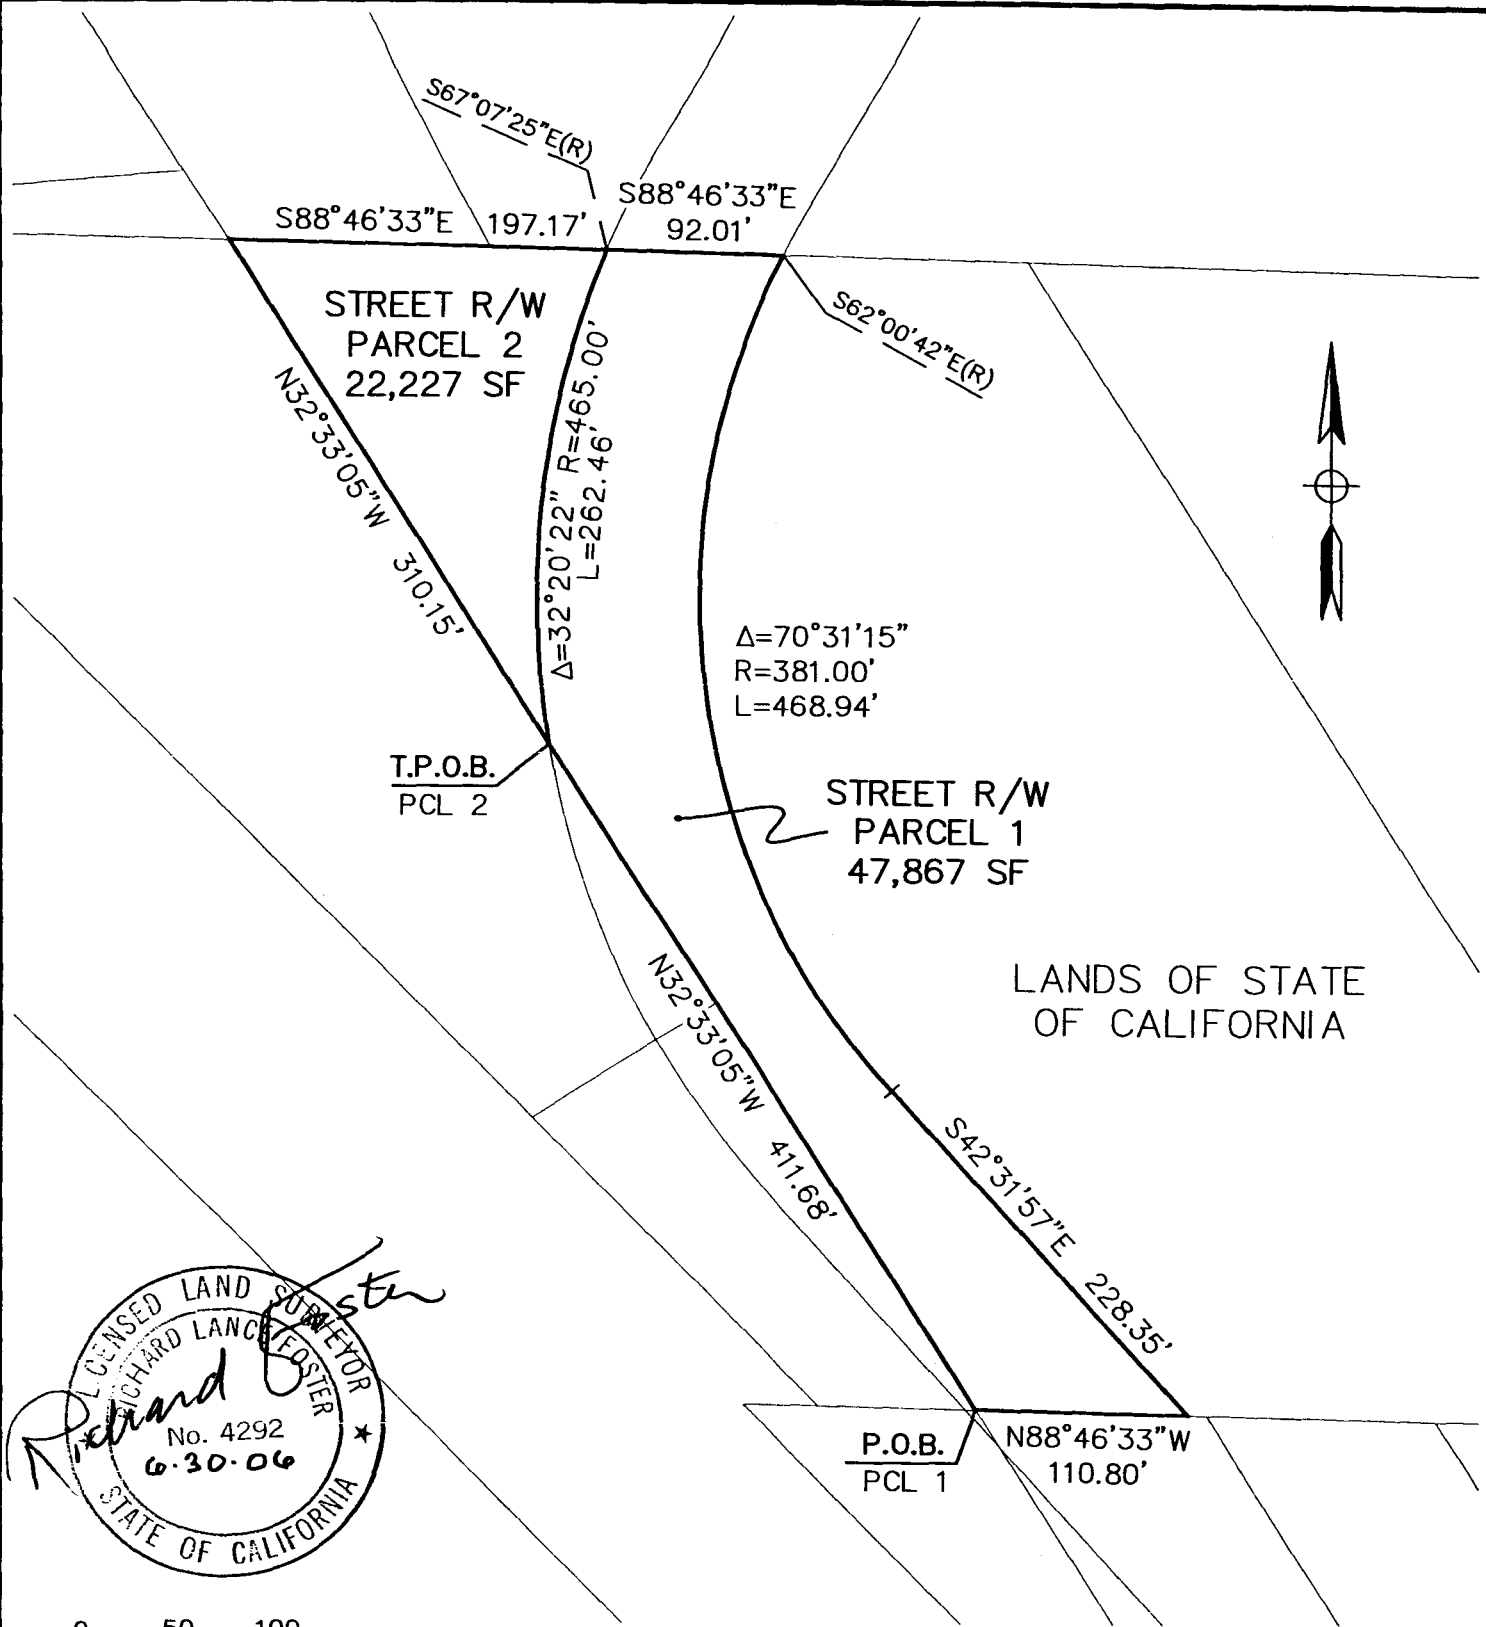 S67°07'25"E(R)
S88°46'33"E
92.01'
S88°46'33"E 197.17'
STREET R/W
PARCEL 2
22,227 SF
S62°00'42"E(R)
N32°33'05"W 310.15'
Δ=32°20'22" R=465.00'
L=262.46'
Δ=70°31'15"
R=381.00'
L=468.94'
T.P.O.B.
PCL 2
STREET R/W
PARCEL 1
47,867 SF
LANDS OF STATE
OF CALIFORNIA
N32°33'05"W 411.68'
S42°31'57"E 228.35'
P.O.B.
PCL 1
N88°46'33"W
110.80'
LICENSED LAND SURVEYOR
RICHARD LANCE FOSTER
Richard Foster
No. 4292
6·30·06
STATE OF CALIFORNIA
0 50 100